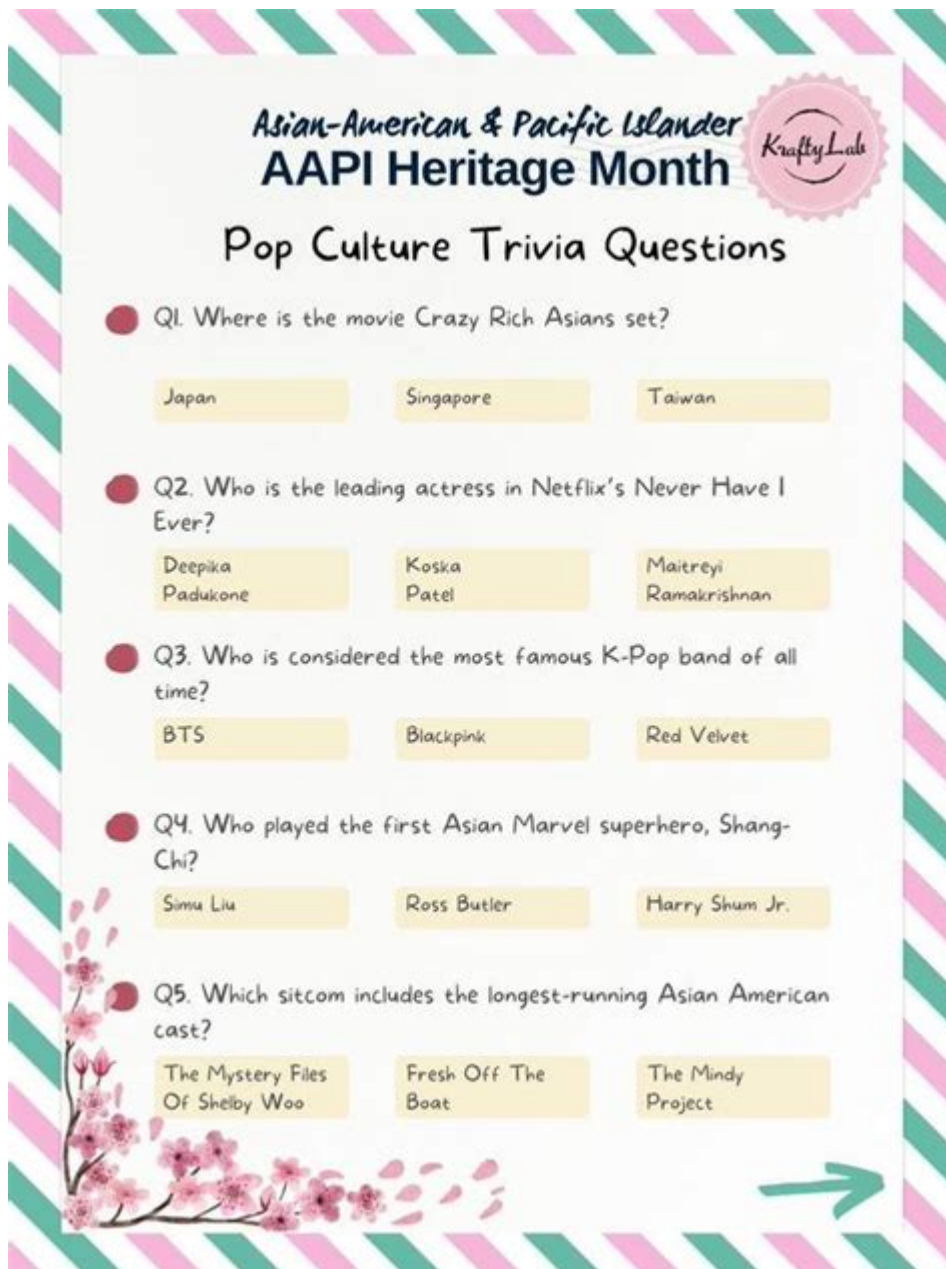 Asian-American & Pacific Islander
AAPI Heritage Month
KraftyLab
Pop Culture Trivia Questions
Q1. Where is the movie Crazy Rich Asians set?
Japan
Singapore
Taiwan
Q2. Who is the leading actress in Netflix's Never Have I
Ever?
Deepika
Padukone
Koska
Patel
Maitreyi
Ramakrishnan
Q3. Who is considered the most famous K-Pop band of all
time?
BTS
Blackpink
Red Velvet
Q4. Who played the first Asian Marvel superhero, Shang-
Chi?
Simu Liu
Ross Butler
Harry Shum Jr.
Q5. Which sitcom includes the longest-running Asian American
cast?
The Mystery Files
Of Shelby Woo
Fresh Off The
Boat
The Mindy
Project